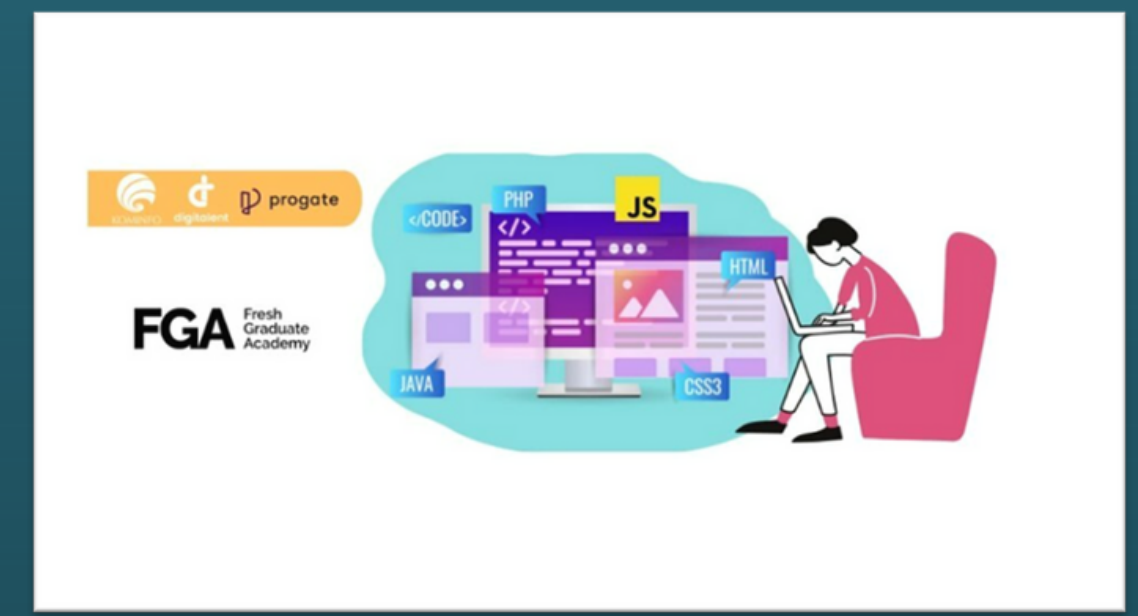 KOMINFO
digitalent
progate
FGA
Fresh
Graduate
Academy
</CODE>
PHP
JS
</>
HTML
</>
JAVA
CSS3